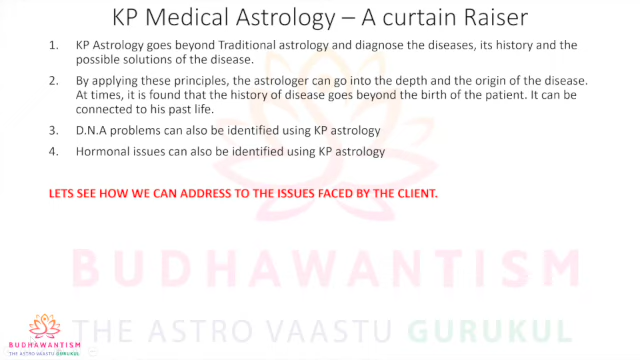 KP Medical Astrology – A curtain Raiser
1. KP Astrology goes beyond Traditional astrology and diagnose the diseases, its history and the
possible solutions of the disease.
2. By applying these principles, the astrologer can go into the depth and the origin of the disease.
At times, it is found that the history of disease goes beyond the birth of the patient. It can be
connected to his past life.
3. D.N.A problems can also be identified using KP astrology
4. Hormonal issues can also be identified using KP astrology
LETS SEE HOW WE CAN ADDRESS TO THE ISSUES FACED BY THE CLIENT.
BUDHAWANTISM
THE ASTRO VAASTU GURUKUL
BUDHAWANTISM
THE ASTRO VAASTU GURUKUL